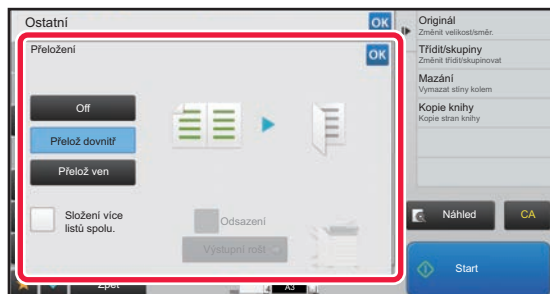 Ostatní
OK
Přeložení
OK
Off
Přelož dovnitř
Přelož ven
Složení více
listů spolu.
Odsazení
Výstupní rošt
Zpět
A3
Originál
Změnit velikost/směr.
Třídit/skupiny
Změnit třídit/skupinovat
Mazání
Vymazat stíny kolem
Kopie knihy
Kopie stran knihy
Náhled
CA
Start